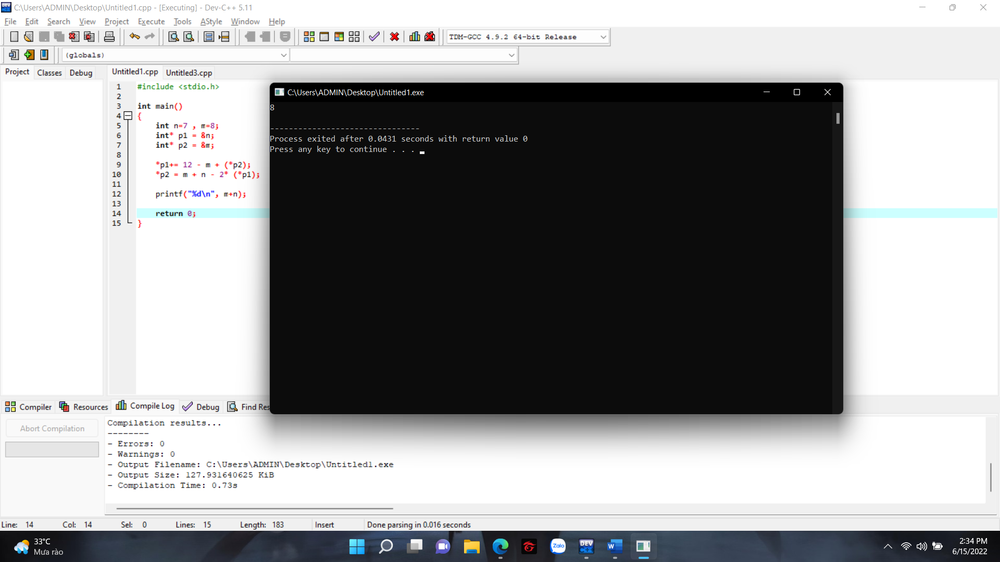 C:\Users\ADMIN\Desktop\Untitled1.cpp - [Executing] - Dev-C++ 5.11
File Edit Search View Project Execute Tools AStyle Window Help
TDM-GCC 4.9.2 64-bit Release
(globals)
Project Classes Debug
Untitled1.cpp Untitled3.cpp
1 #include <stdio.h>
2
3 int main()
4 {
5 int n=7 , m=8;
6 int* p1 = &n;
7 int* p2 = &m;
8
9 *p1+= 12 - m + (*p2);
10 *p2 = m + n - 2* (*p1);
11
12 printf("%d\n", m+n);
13
14 return 0;
15 }
C:\Users\ADMIN\Desktop\Untitled1.exe
8
--------------------------------
Process exited after 0.0431 seconds with return value 0
Press any key to continue . . .
Compiler Resources Compile Log Debug Find Res
Abort Compilation
Compilation results...
--------
- Errors: 0
- Warnings: 0
- Output Filename: C:\Users\ADMIN\Desktop\Untitled1.exe
- Output Size: 127.931640625 KiB
- Compilation Time: 0.73s
Line: 14 Col: 14 Sel: 0 Lines: 15 Length: 183 Insert Done parsing in 0.016 seconds
33°C
Mưa rào
Zalo
DEV
C++
W
2:34 PM
6/15/2022